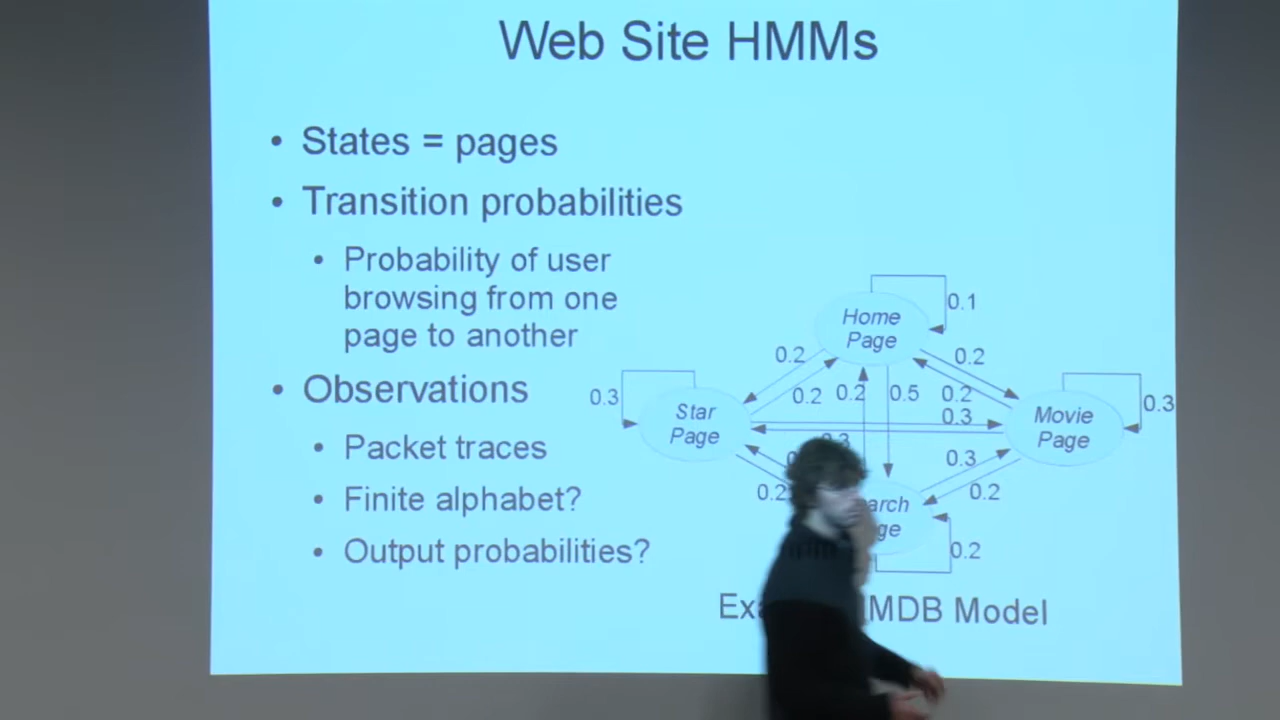 Web Site HMMs
• States = pages
• Transition probabilities
• Probability of user
browsing from one
page to another
• Observations
• Packet traces
• Finite alphabet?
• Output probabilities?
0.1
Home
Page
0.2
0.2
0.3
0.2
0.2
0.5
0.2
0.3
0.3
Star
Page
Movie
Page
0.3
0.2
0.2
0.2
MDB Model